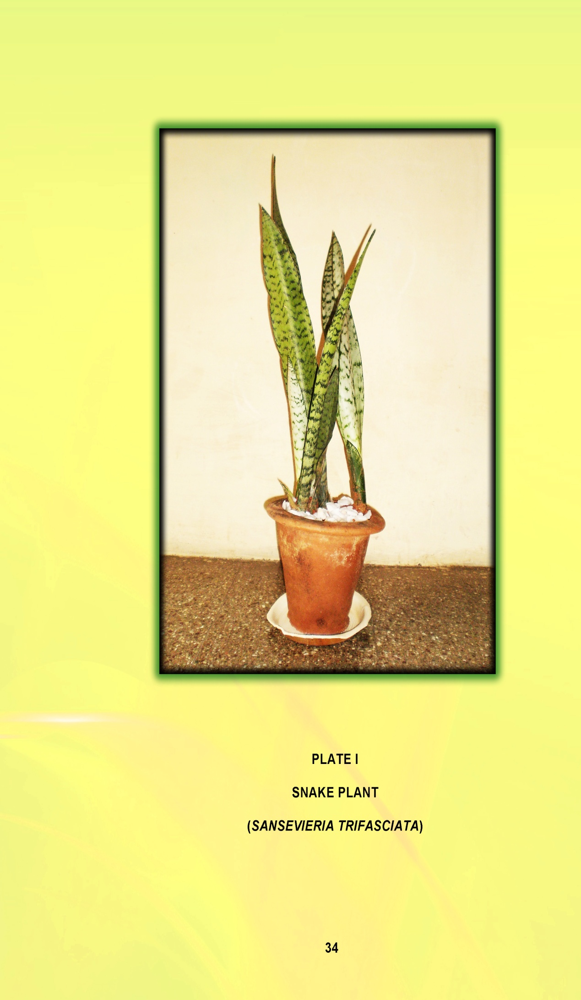 PLATE I
SNAKE PLANT
(SANSEVIERIA TRIFASCIATA)
34